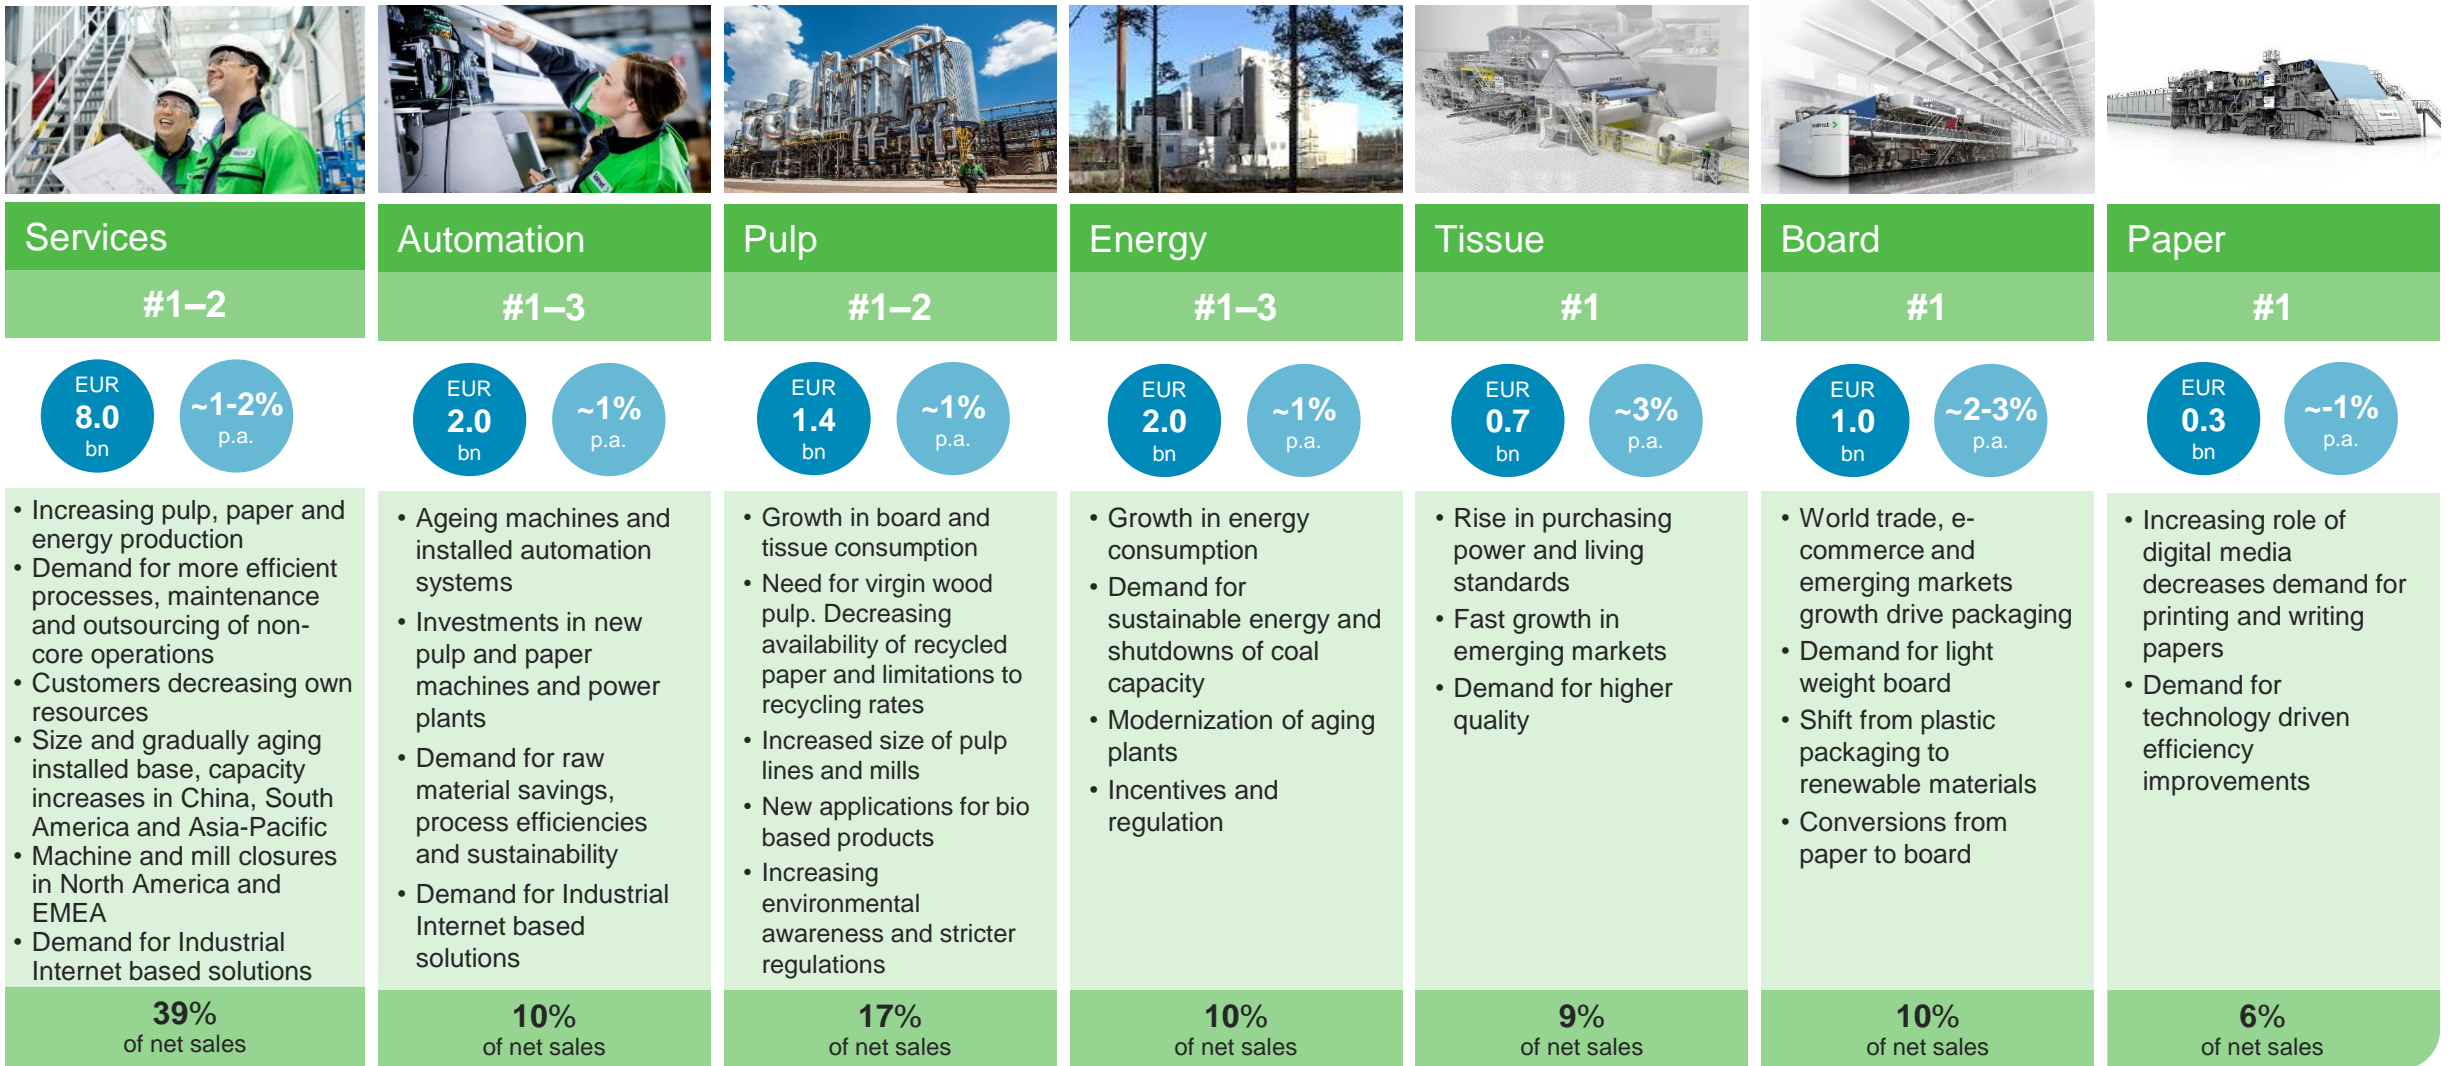 Services
#1–2
EUR
8.0
bn
~1-2%
p.a.
• Increasing pulp, paper and
energy production
• Demand for more efficient
processes, maintenance
and outsourcing of non-
core operations
• Customers decreasing own
resources
• Size and gradually aging
installed base, capacity
increases in China, South
America and Asia-Pacific
• Machine and mill closures
in North America and
EMEA
• Demand for Industrial
Internet based solutions
39%
of net sales
Automation
#1–3
EUR
2.0
bn
~1%
p.a.
• Ageing machines and
installed automation
systems
• Investments in new
pulp and paper
machines and power
plants
• Demand for raw
material savings,
process efficiencies
and sustainability
• Demand for Industrial
Internet based
solutions
10%
of net sales
Pulp
#1–2
EUR
1.4
bn
~1%
p.a.
• Growth in board and
tissue consumption
• Need for virgin wood
pulp. Decreasing
availability of recycled
paper and limitations to
recycling rates
• Increased size of pulp
lines and mills
• New applications for bio
based products
• Increasing
environmental
awareness and stricter
regulations
17%
of net sales
Energy
#1–3
EUR
2.0
bn
~1%
p.a.
• Growth in energy
consumption
• Demand for
sustainable energy and
shutdowns of coal
capacity
• Modernization of aging
plants
• Incentives and
regulation
10%
of net sales
Tissue
#1
EUR
0.7
bn
~3%
p.a.
• Rise in purchasing
power and living
standards
• Fast growth in
emerging markets
• Demand for higher
quality
9%
of net sales
Valmet
Board
#1
EUR
1.0
bn
~2-3%
p.a.
• World trade, e-
commerce and
emerging markets
growth drive packaging
• Demand for light
weight board
• Shift from plastic
packaging to
renewable materials
• Conversions from
paper to board
10%
of net sales
Valmet
Paper
#1
EUR
0.3
bn
~-1%
p.a.
• Increasing role of
digital media
decreases demand for
printing and writing
papers
• Demand for
technology driven
efficiency
improvements
6%
of net sales